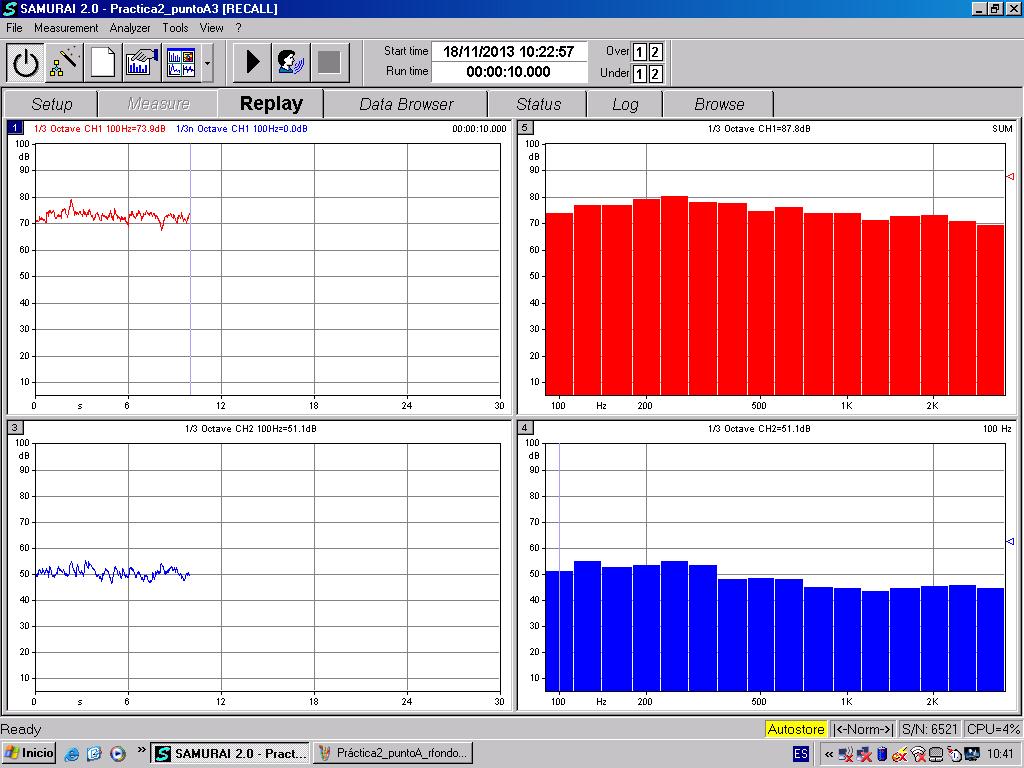 SAMURAI 2.0 - Practica2_puntoA3 [RECALL]
File Measurement Analyzer Tools View ?
Start time 18/11/2013 10:22:57 Over 1 2
Run time 00:00:10.000 Under 1 2
Setup Measure Replay Data Browser Status Log Browse
1 1/3 Octave CH1 100Hz=73.9dB 1/3n Octave CH1 100Hz=0.0dB 00:00:10.000
100
dB
90
80
70
60
50
40
30
20
10
0 s 6 12 18 24 30
5 1/3 Octave CH1=87.8dB SUM
100
dB
90
80
70
60
50
40
30
20
10
100 Hz 200 500 1K 2K
3 1/3 Octave CH2 100Hz=51.1dB
100
dB
90
80
70
60
50
40
30
20
10
0 s 6 12 18 24 30
4 1/3 Octave CH2=51.1dB 100 Hz
100
dB
90
80
70
60
50
40
30
20
10
100 Hz 200 500 1K 2K
Ready Autostore |<-Norm->| S/N: 6521 CPU=4%
Inicio » SAMURAI 2.0 - Pract... Práctica2_puntoA_rfondo... ES « 10:41